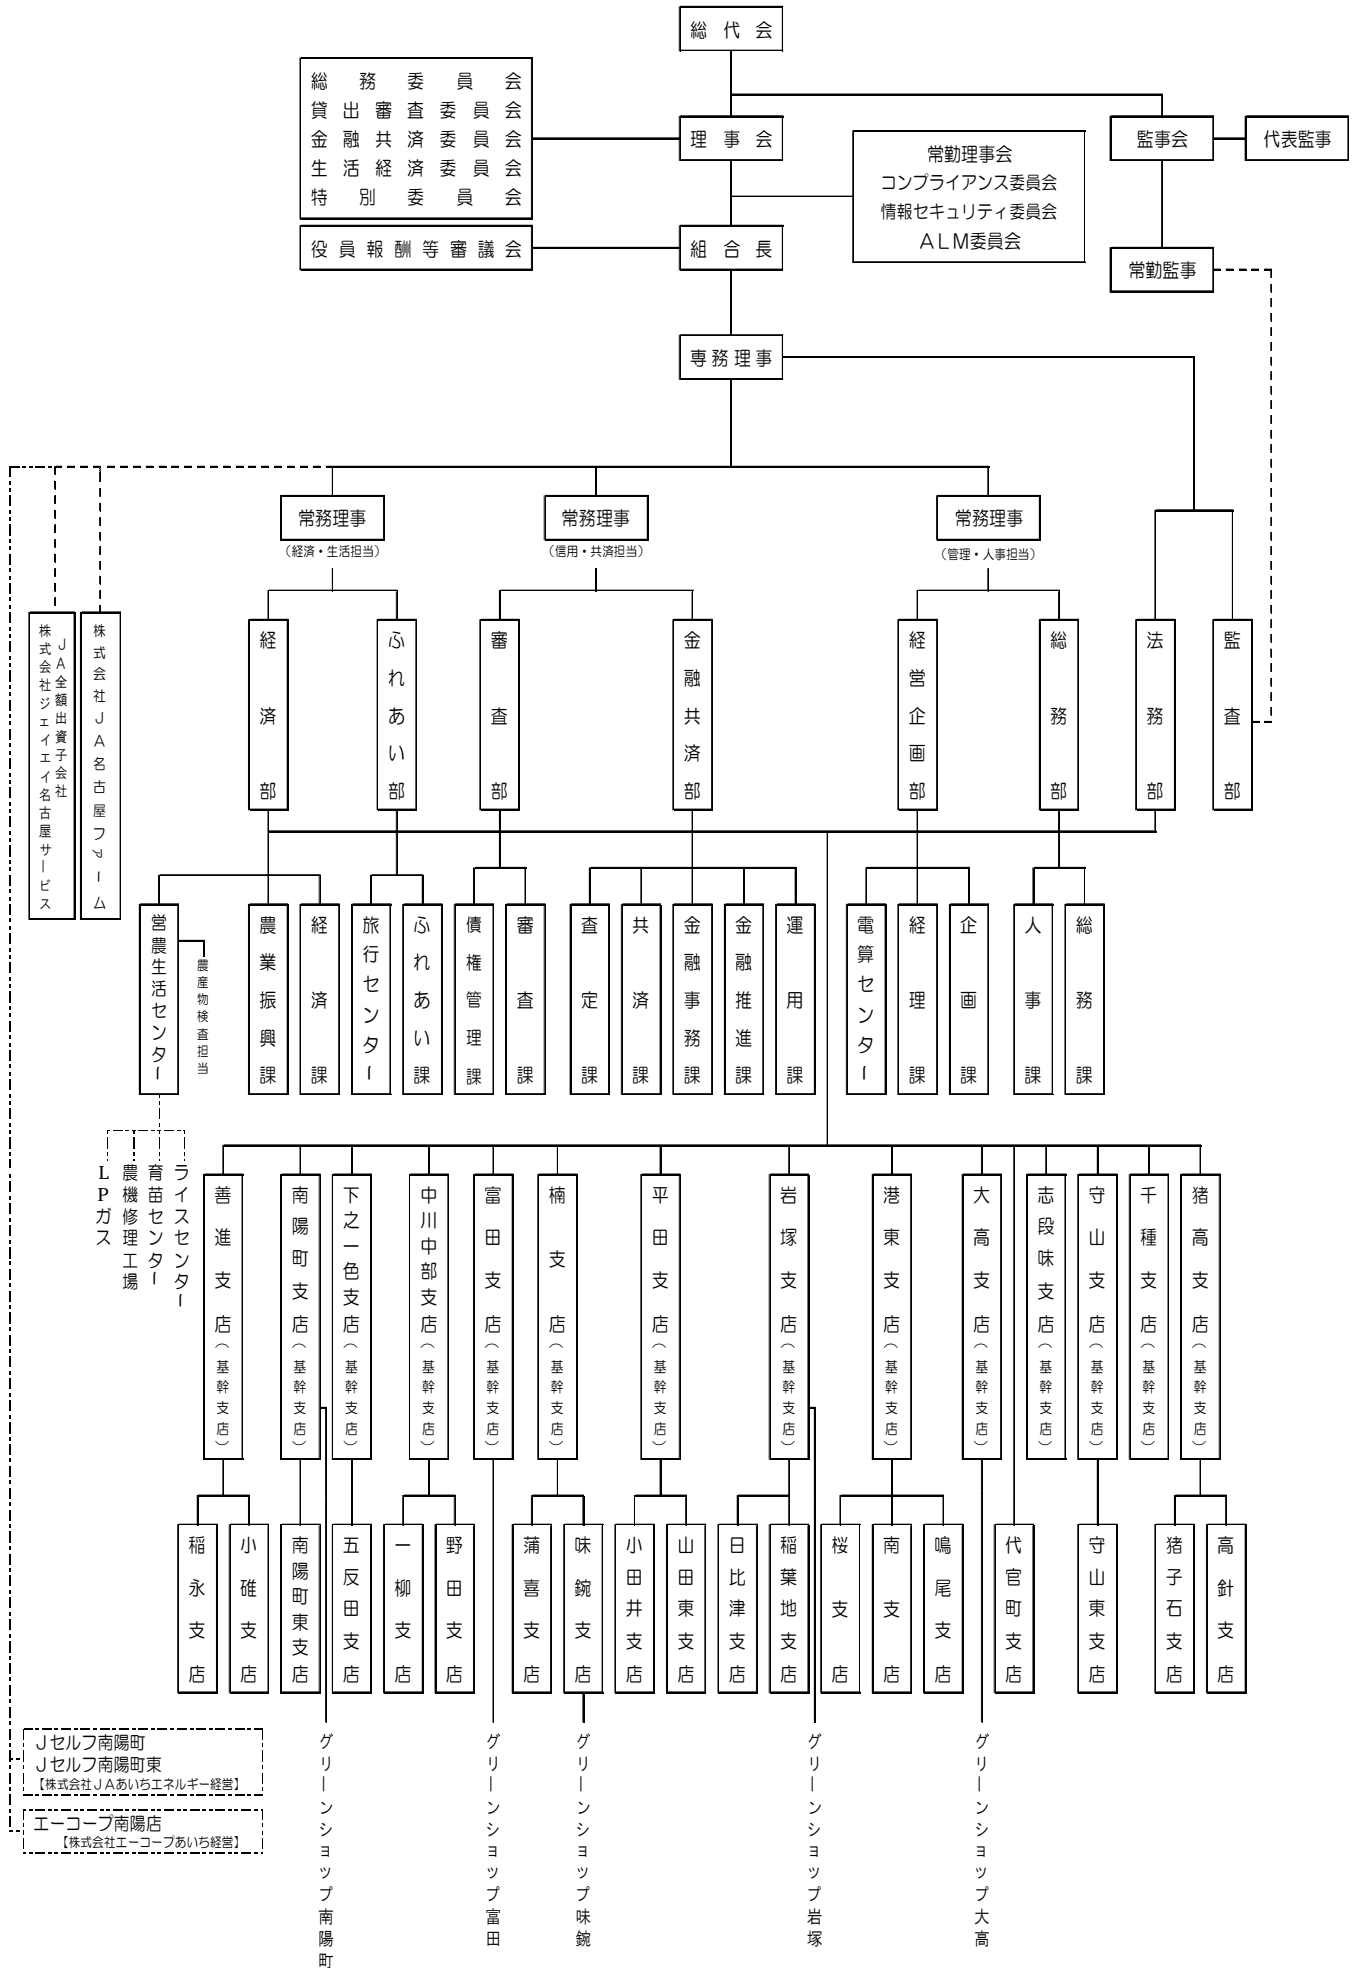 総代会
総務委員会
貸出審査委員会
金融共済委員会
生活経済委員会
特別委員会
理事会
監事会
代表監事
常勤理事会
コンプライアンス委員会
情報セキュリティ委員会
ALM委員会
役員報酬等審議会
組合長
常勤監事
専務理事
常務理事
(経済・生活担当)
常務理事
(信用・共済担当)
常務理事
(管理・人事担当)
JA全額出資子会社
株式会社ジェイエイ名古屋サービス
株式会社JA名古屋ファーム
経済部
ふれあい部
審査部
金融共済部
経営企画部
総務部
法務部
監査部
営農生活センター
農産物検査担当
農業振興課
経済課
旅行センター
ふれあい課
債権管理課
審査課
査定課
共済課
金融事務課
金融推進課
運用課
電算センター
経理課
企画課
人事課
総務課
LPガス
農機修理工場
育苗センター
ライスセンター
善進支店(基幹支店)
南陽町支店(基幹支店)
下之一色支店(基幹支店)
中川中部支店(基幹支店)
富田支店(基幹支店)
楠支店(基幹支店)
平田支店(基幹支店)
岩塚支店(基幹支店)
港東支店(基幹支店)
大高支店(基幹支店)
志段味支店(基幹支店)
守山支店(基幹支店)
千種支店(基幹支店)
猪高支店(基幹支店)
稲永支店
小碓支店
南陽町東支店
五反田支店
一柳支店
野田支店
蒲喜支店
味鋺支店
小田井支店
山田東支店
日比津支店
稲葉地支店
桜支店
南支店
鳴尾支店
代官町支店
守山東支店
猪子石支店
高針支店
Jセルフ南陽町
Jセルフ南陽町東
【株式会社JAあいちエネルギー経営】
エーコープ南陽店
【株式会社エーコープあいち経営】
グリーンショップ南陽町
グリーンショップ富田
グリーンショップ味鋺
グリーンショップ岩塚
グリーンショップ大高